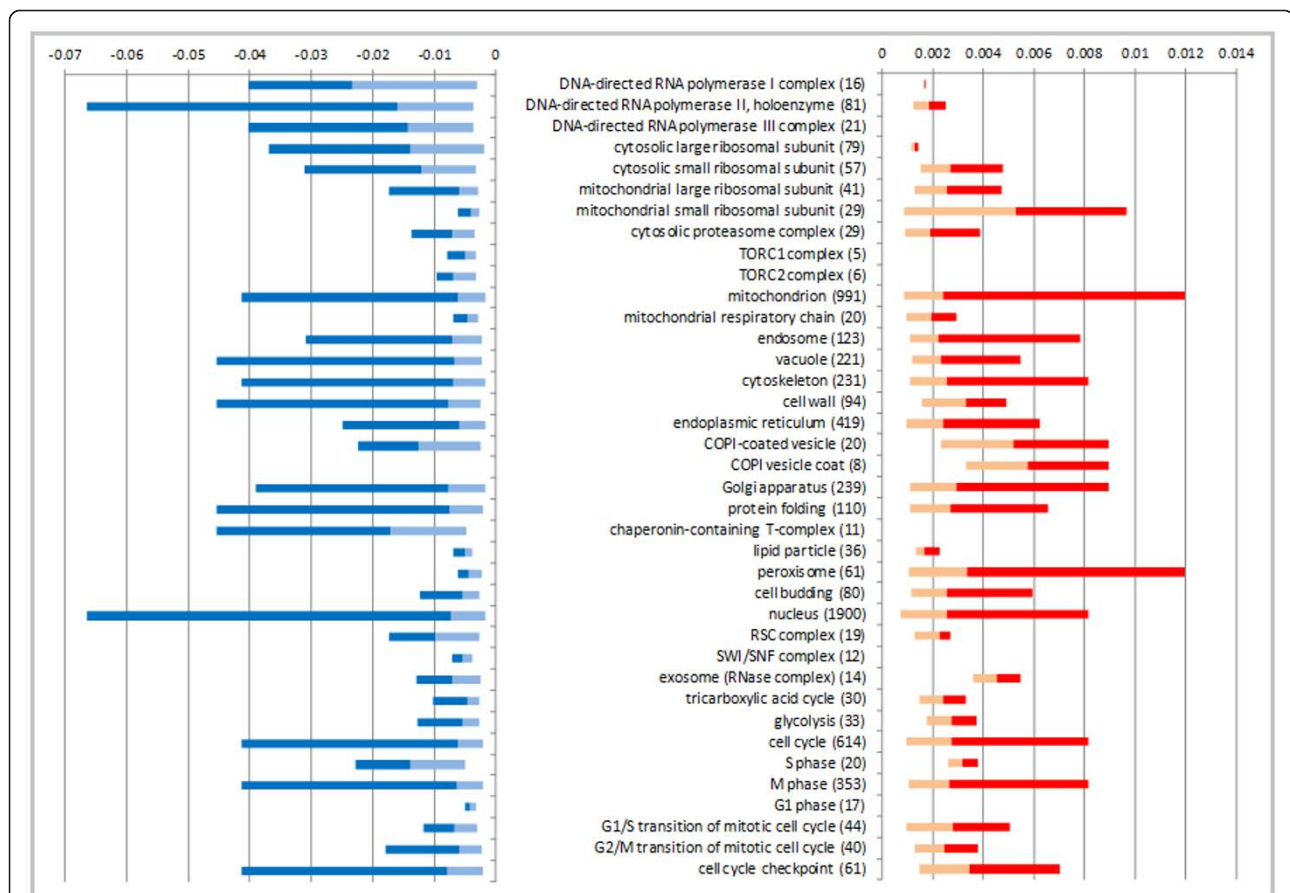 -0.07 -0.06 -0.05 -0.04 -0.03 -0.02 -0.01 0 0 0.002 0.004 0.006 0.008 0.01 0.012 0.014
DNA-directed RNA polymerase I complex (16)
DNA-directed RNA polymerase II, holoenzyme (81)
DNA-directed RNA polymerase III complex (21)
cytosolic large ribosomal subunit (79)
cytosolic small ribosomal subunit (57)
mitochondrial large ribosomal subunit (41)
mitochondrial small ribosomal subunit (29)
cytosolic proteasome complex (29)
TORC1 complex (5)
TORC2 complex (6)
mitochondrion (991)
mitochondrial respiratory chain (20)
endosome (123)
vacuole (221)
cytoskeleton (231)
cell wall (94)
endoplasmic reticulum (419)
COPI-coated vesicle (20)
COPI vesicle coat (8)
Golgi apparatus (239)
protein folding (110)
chaperonin-containing T-complex (11)
lipid particle (36)
peroxisome (61)
cell budding (80)
nucleus (1900)
RSC complex (19)
SWI/SNF complex (12)
exosome (RNase complex) (14)
tricarboxylic acid cycle (30)
glycolysis (33)
cell cycle (614)
S phase (20)
M phase (353)
G1 phase (17)
G1/S transition of mitotic cell cycle (44)
G2/M transition of mitotic cell cycle (40)
cell cycle checkpoint (61)